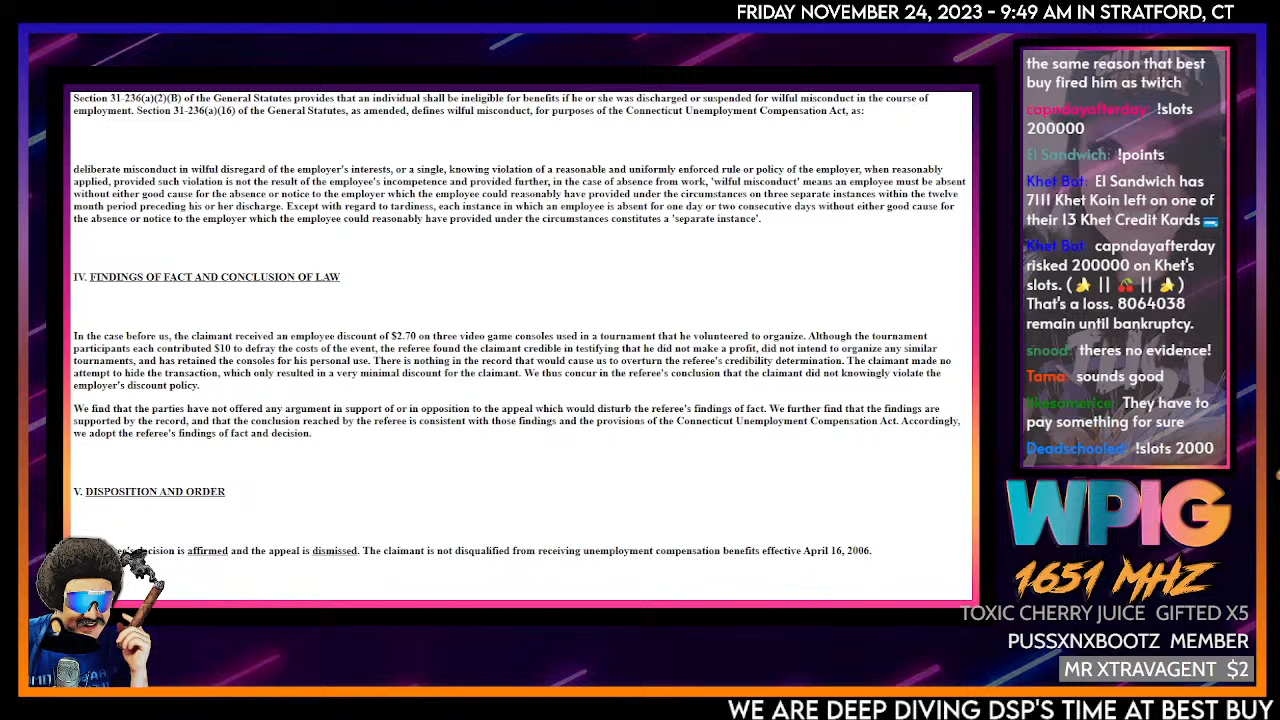 FRIDAY NOVEMBER 24, 2023 - 9:49 AM IN STRATFORD, CT
Section 31-236(a)(2)(B) of the General Statutes provides that an individual shall be ineligible for benefits if he or she was discharged or suspended for wilful misconduct in the course of
employment. Section 31-236(a)(16) of the General Statutes, as amended, defines wilful misconduct, for purposes of the Connecticut Unemployment Compensation Act, as:
deliberate misconduct in wilful disregard of the employer's interests, or a single, knowing violation of a reasonable and uniformly enforced rule or policy of the employer, when reasonably
applied, provided such violation is not the result of the employee's incompetence and provided further, in the case of absence from work, 'wilful misconduct' means an employee must be absent
without either good cause for the absence or notice to the employer which the employee could reasonably have provided under the circumstances on three separate instances within the twelve
month period preceding his or her discharge. Except with regard to tardiness, each instance in which an employee is absent for one day or two consecutive days without either good cause for
the absence or notice to the employer which the employee could reasonably have provided under the circumstances constitutes a 'separate instance'.
IV. FINDINGS OF FACT AND CONCLUSION OF LAW
In the case before us, the claimant received an employee discount of $2.70 on three video game consoles used in a tournament that he volunteered to organize. Although the tournament
participants each contributed $10 to defray the costs of the event, the referee found the claimant credible in testifying that he did not make a profit, did not intend to organize any similar
tournaments, and has retained the consoles for his personal use. There is nothing in the record that would cause us to overturn the referee's credibility determination. The claimant made no
attempt to hide the transaction, which only resulted in a very minimal discount for the claimant. We thus concur in the referee's conclusion that the claimant did not knowingly violate the
employer's discount policy.
We find that the parties have not offered any argument in support of or in opposition to the appeal which would disturb the referee's findings of fact. We further find that the findings are
supported by the record, and that the conclusion reached by the referee is consistent with those findings and the provisions of the Connecticut Unemployment Compensation Act. Accordingly,
we adopt the referee's findings of fact and decision.
V. DISPOSITION AND ORDER
decision is affirmed and the appeal is dismissed. The claimant is not disqualified from receiving unemployment compensation benefits effective April 16, 2006.
the same reason that best
buy fired him as twitch
capndayafterday: !slots
200000
El Sandwich: !points
Khet Bot: El Sandwich has
7111 Khet Koin left on one of
their 13 Khet Credit Kards
Khet Bot: capndayafterday
risked 200000 on Khet's
slots. ( || || )
That's a loss. 8064038
remain until bankruptcy.
snood: theres no evidence!
Tama: sounds good
They have to
pay something for sure
Deadschooled: !slots 2000
WPIG
1651 MHZ
TOXIC CHERRY JUICE GIFTED X5
PUSSXNXBOOTZ MEMBER
MR XTRAVAGENT $2
WE ARE DEEP DIVING DSP'S TIME AT BEST BUY